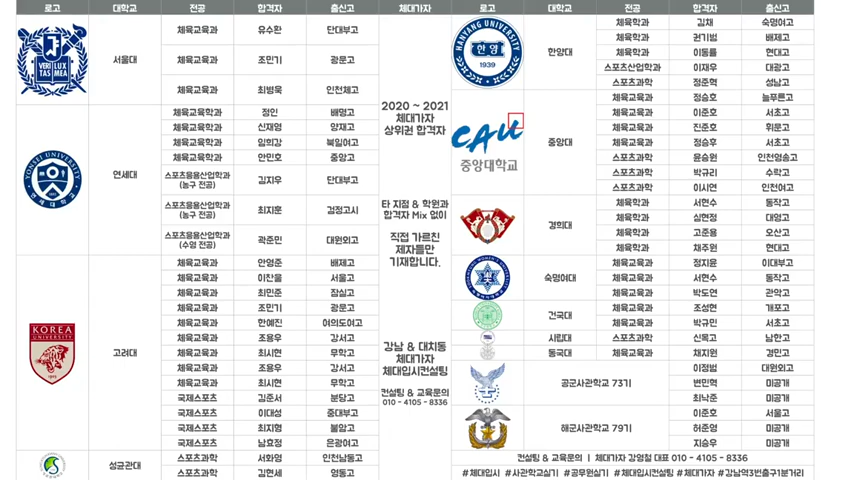 로고 대학교 전공 합격자 출신고 체대가자 로고 대학교 전공 합격자 출신고
서울대
체육교육과 유수환 단대부고
체육교육과 조민기 광문고
체육교육과 최범묵 인천체고
YONSEI UNIVERSITY
연세대
체육교육학과 정인 배명고
체육교육학과 신재영 양재고
체육교육학과 임희강 북일여고
체육교육학과 안민호 중앙고
스포츠응용산업학과
(농구 전공) 김지우 단대부고
스포츠응용산업학과
(농구 전공) 최지훈 검정고시
스포츠응용산업학과
(수영 전공) 곽준민 대원외고
KOREA
UNIVERSITY
고려대
체육교육과 안영준 배재고
체육교육과 이찬울 서울고
체육교육과 최민준 잠실고
체육교육과 조민기 광문고
체육교육과 한예진 여의도여고
체육교육과 조용우 강서고
체육교육과 최시현 무학고
체육교육과 조용우 강서고
체육교육과 최시현 무학고
국제스포츠 김준서 분당고
국제스포츠 이대성 중대부고
국제스포츠 최지형 불암고
국제스포츠 남효정 은광여고
성균관대
스포츠과학 서화영 인천남동고
스포츠과학 김현세 영동고
2020 ~ 2021
체대가자
상위권 합격자
타 지점 & 학원과
합격자 Mix 없이
직접 가르친
제자들만
기재합니다.
강남 & 대치동
체대가자
체대입시컨설팅
컨설팅 & 교육문의
010 - 4105 - 8336
HANYANG UNIVERSITY
한영
1939
한양대
체육학과 김채 숙명여고
체육학과 권기범 배제고
체육학과 이동률 현대고
스포츠산업학과 이재우 대광고
스포츠과학 정준혁 성남고
CAU
중앙대학교
중앙대
체육교육과 정승호 늘푸른고
체육교육과 이준호 서초고
체육교육과 진준호 휘문고
체육교육과 정승후 서초고
스포츠과학 윤승원 인천영송고
스포츠과학 박규리 수락고
스포츠과학 이시연 인천여고
경희대
체육학과 서현수 동작고
체육학과 심현정 대영고
체육학과 고준용 오산고
체육학과 채주원 현대고
숙명여대
체육교육과 정지윤 이대부고
체육교육과 서현수 동작고
체육교육과 박도연 관악고
건국대
체육교육과 조성현 개포고
체육교육과 박규민 서초고
시립대 스포츠과학 신목고 남한고
동국대 체육교육과 채지원 경민고
공군사관학교 73기
이정범 대원외고
변민혁 미공개
최낙준 미공개
해군사관학교 79기
이준호 서울고
허준영 미공개
지승우 미공개
컨설팅 & 교육문의 | 체대가자 강영철 대표 010 - 4105 - 8336
#체대입시 #사관학교실기 #공무원실기 #체대입시컨설팅 #체대가자 #강남역3번출구1분거리